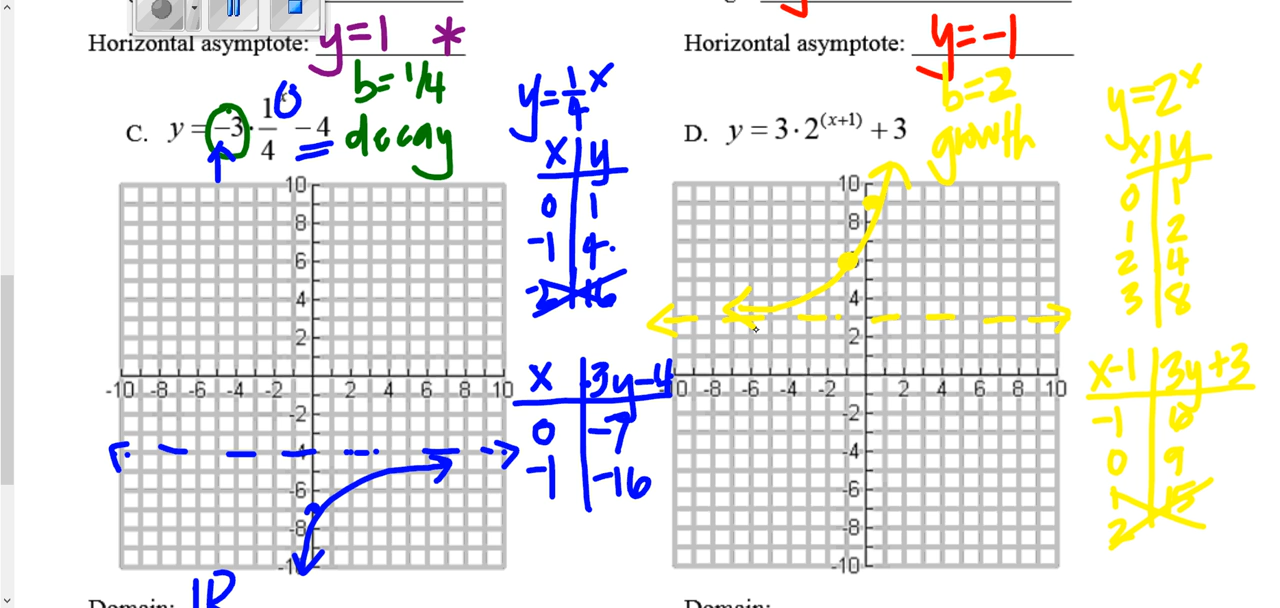 Horizontal asymptote: y=1 *
Horizontal asymptote: y=-1
b=1/4
decay
C. y = -3 · 1/4 - 4
y=1/4^x
x | y
0 | 1
-1 | 4
-2 | 16
x | -3y-4
0 | -7
-1 | -16
10
8
6
4
2
-10 -8 -6 -4 -2 2 4 6 8 10
-2
-4
-6
-8
-1
Domain: IR
b=2
growth
D. y = 3 · 2^(x+1) + 3
y=2^x
x | y
0 | 1
1 | 2
2 | 4
3 | 8
x-1 | 3y+3
-1 | 6
0 | 9
1 | 15
2
10
8
6
4
2
-10 -8 -6 -4 -2 2 4 6 8 10
-2
-4
-6
-8
-10
Domain: